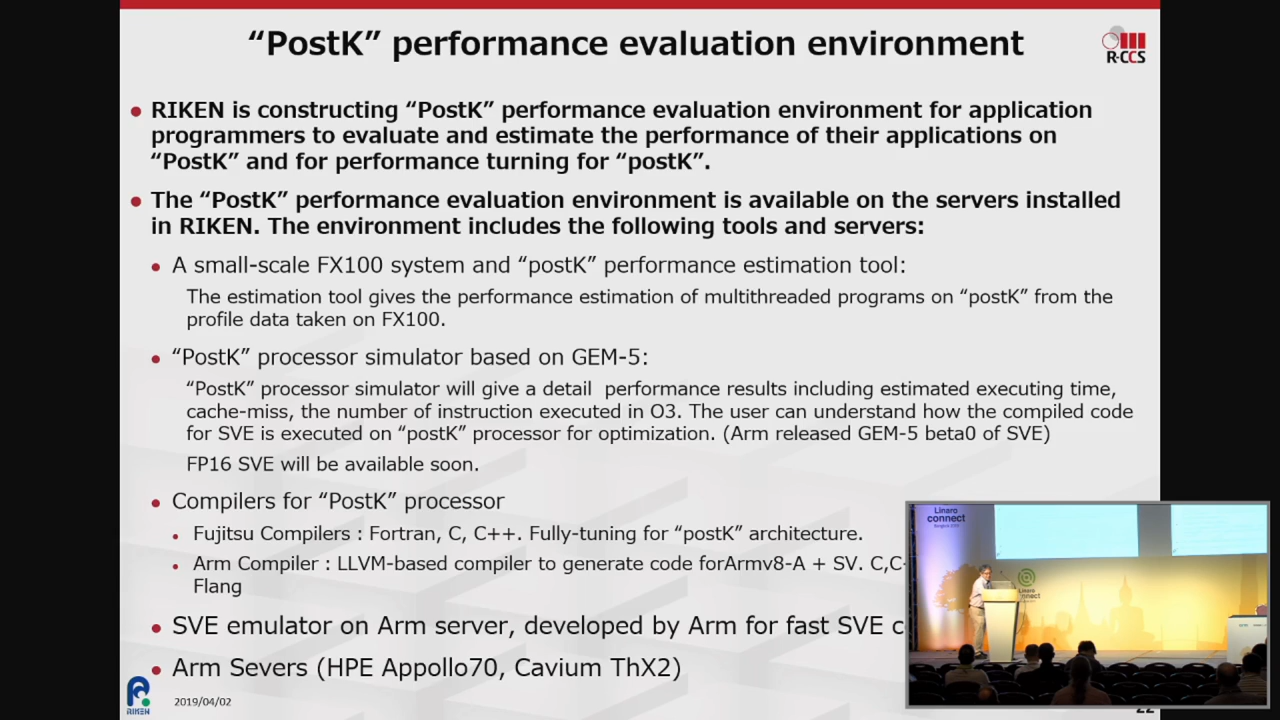 “PostK” performance evaluation environment
R-CCS
● RIKEN is constructing “PostK” performance evaluation environment for application
programmers to evaluate and estimate the performance of their applications on
“PostK” and for performance turning for “postK”.
● The “PostK” performance evaluation environment is available on the servers installed
in RIKEN. The environment includes the following tools and servers:
● A small-scale FX100 system and “postK” performance estimation tool:
The estimation tool gives the performance estimation of multithreaded programs on “postK” from the
profile data taken on FX100.
● “PostK” processor simulator based on GEM-5:
“PostK” processor simulator will give a detail performance results including estimated executing time,
cache-miss, the number of instruction executed in O3. The user can understand how the compiled code
for SVE is executed on “postK” processor for optimization. (Arm released GEM-5 beta0 of SVE)
FP16 SVE will be available soon.
● Compilers for “PostK” processor
● Fujitsu Compilers : Fortran, C, C++. Fully-tuning for “postK” architecture.
● Arm Compiler : LLVM-based compiler to generate code forArmv8-A + SV. C,C
Flang
● SVE emulator on Arm server, developed by Arm for fast SVE
● Arm Severs (HPE Appollo70, Cavium ThX2)
RIKEN
2019/04/02
22
Linaro
connect
Linaro
connect